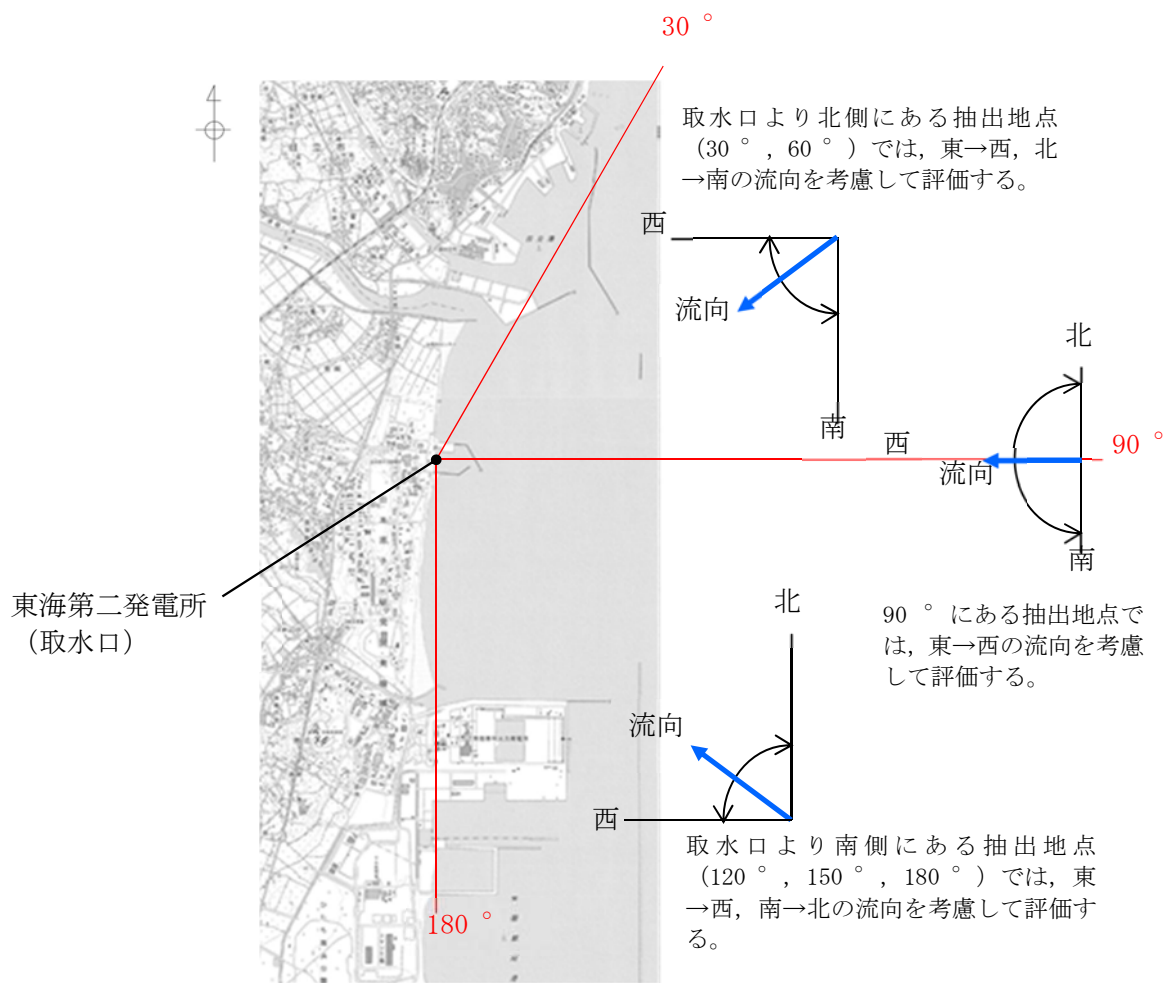 30 °
4
取水口より北側にある抽出地点
（30 °，60 °）では，東→西，北
→南の流向を考慮して評価する。
西
流向
南
北
西
90 °
流向
南
東海第二発電所
（取水口）
90 ° にある抽出地点で
は，東→西の流向を考慮
して評価する。
北
流向
西
取水口より南側にある抽出地点
（120 °，150 °，180 °）では，東
→西，南→北の流向を考慮して評価す
る。
180 °